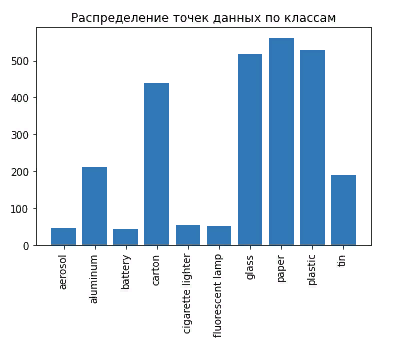 Распределение точек данных по классам
500
400
300
200
100
0
aerosol
aluminum
battery
carton
cigarette lighter
fluorescent lamp
glass
paper
plastic
tin